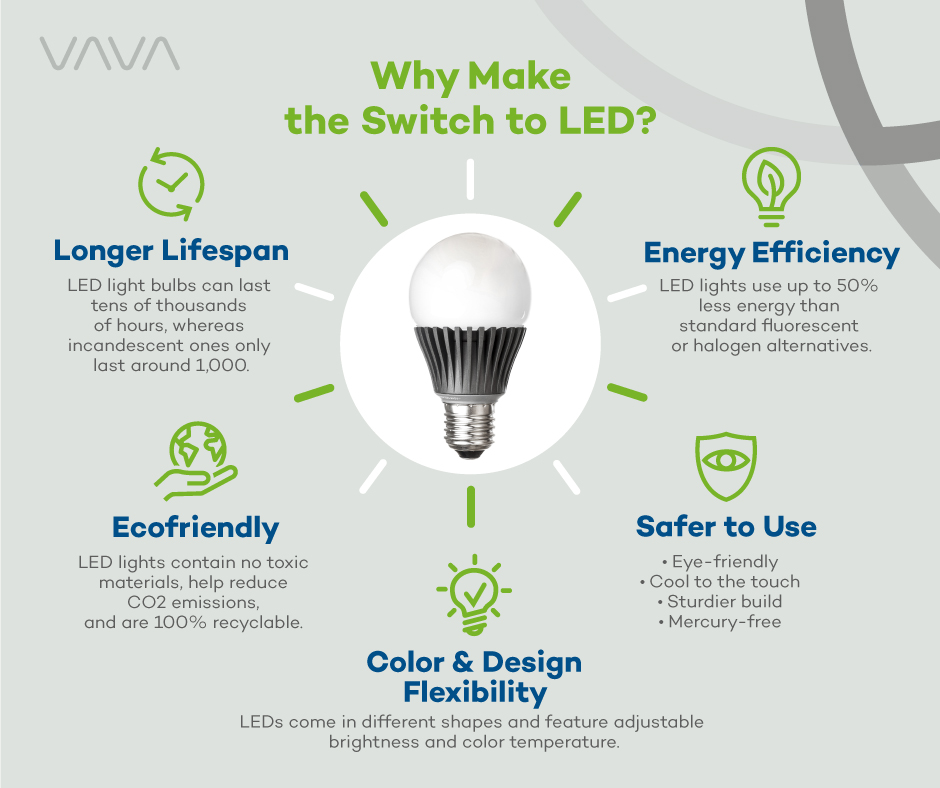 VAVA
Why Make
the Switch to LED?
Longer Lifespan
LED light bulbs can last
tens of thousands
of hours, whereas
incandescent ones only
last around 1,000.
Energy Efficiency
LED lights use up to 50%
less energy than
standard fluorescent
or halogen alternatives.
Ecofriendly
LED lights contain no toxic
materials, help reduce
CO2 emissions,
and are 100% recyclable.
Safer to Use
• Eye-friendly
• Cool to the touch
• Sturdier build
• Mercury-free
Color & Design
Flexibility
LEDs come in different shapes and feature adjustable
brightness and color temperature.